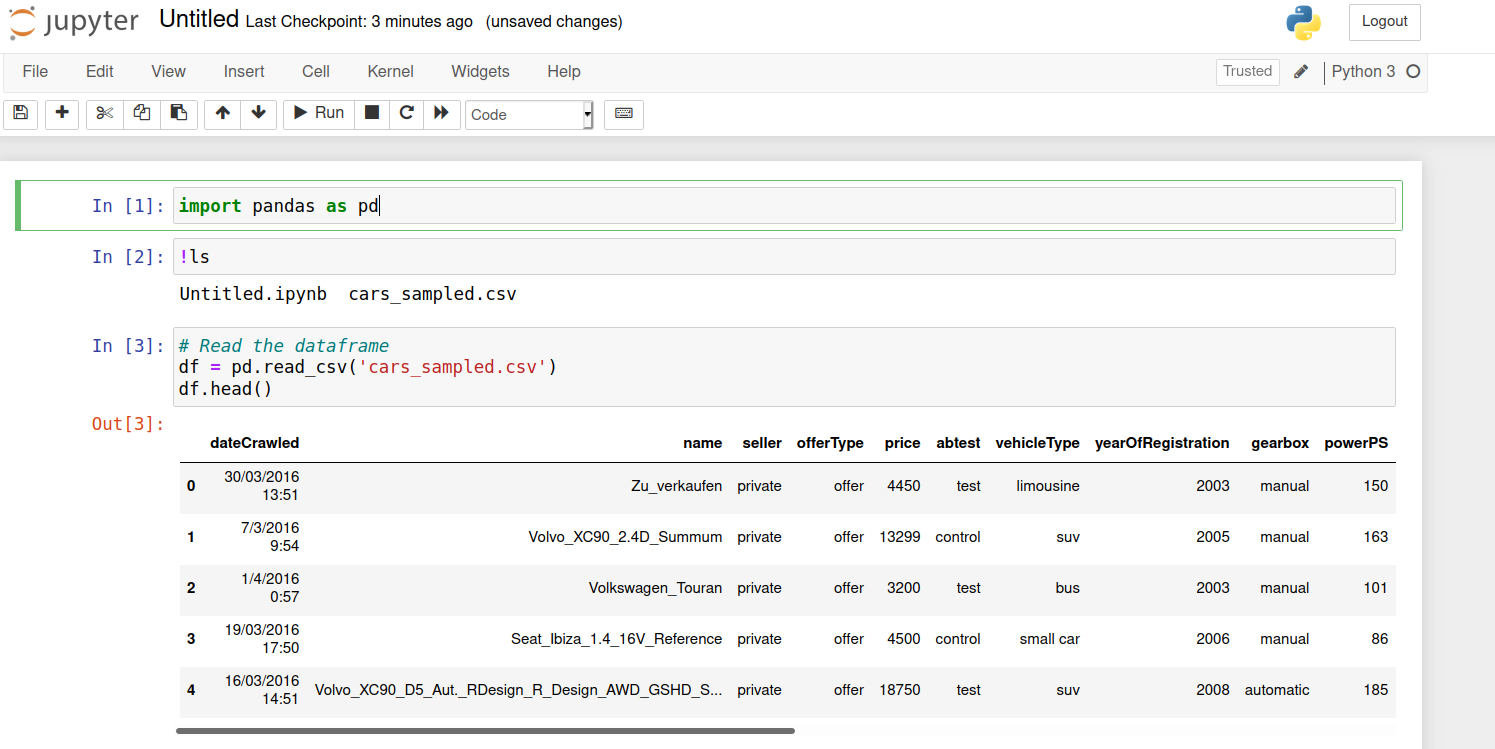 jupyter Untitled Last Checkpoint: 3 minutes ago (unsaved changes) Logout
File Edit View Insert Cell Kernel Widgets Help Trusted Python 3
Run Code
In [1]: import pandas as pd
In [2]: !ls
Untitled.ipynb cars_sampled.csv
In [3]: # Read the dataframe
df = pd.read_csv('cars_sampled.csv')
df.head()
Out[3]:
dateCrawled name seller offerType price abtest vehicleType yearOfRegistration gearbox powerPS
0 30/03/2016 13:51 Zu_verkaufen private offer 4450 test limousine 2003 manual 150
1 7/3/2016 9:54 Volvo_XC90_2.4D_Summum private offer 13299 control suv 2005 manual 163
2 1/4/2016 0:57 Volkswagen_Touran private offer 3200 test bus 2003 manual 101
3 19/03/2016 17:50 Seat_Ibiza_1.4_16V_Reference private offer 4500 control small car 2006 manual 86
4 16/03/2016 14:51 Volvo_XC90_D5_Aut._RDesign_R_Design_AWD_GSHD_S... private offer 18750 test suv 2008 automatic 185